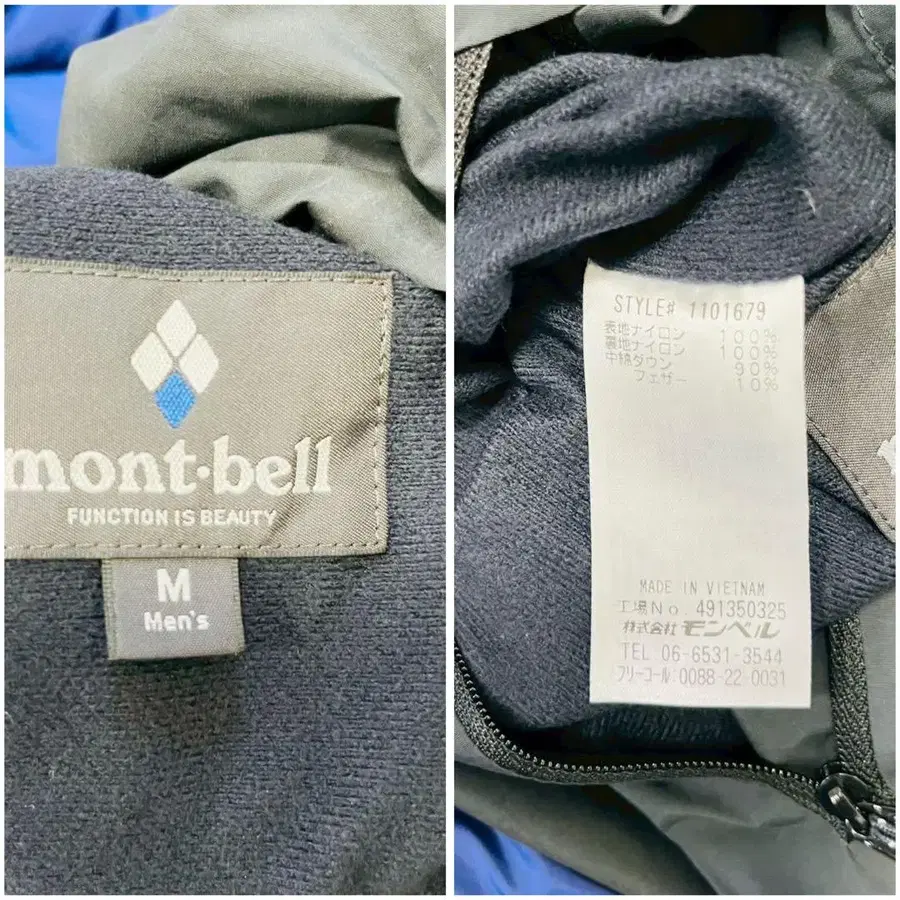 mont-bell
FUNCTION IS BEAUTY
M
Men's
STYLE# 1101679
表地ナイロン 100%
裏地ナイロン 100%
中綿ダウン 90%
フェザー 10%
MADE IN VIETNAM
工場No. 491350325
株式会社モンベル
TEL 06-6531-3544
フリーコール:0088-22-0031